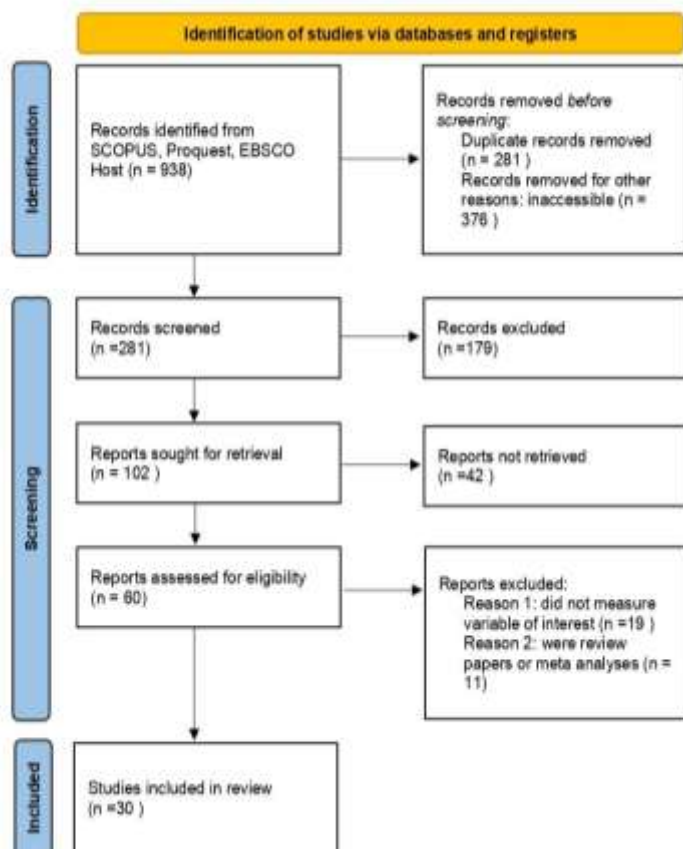 Identification of studies via databases and registers
Identification
Records identified from
SCOPUS, Proquest, EBSCO
Host (n = 938)
Records removed before
screening:
Duplicate records removed
(n = 281 )
Records removed for other
reasons: inaccessible (n =
376 )
Screening
Records screened
(n =281)
Records excluded
(n =179)
Reports sought for retrieval
(n = 102 )
Reports not retrieved
(n =42 )
Reports assessed for eligibility
(n = 60)
Reports excluded:
Reason 1: did not measure
variable of interest (n =19 )
Reason 2: were review
papers or meta analyses (n =
11)
Included
Studies included in review
(n =30 )